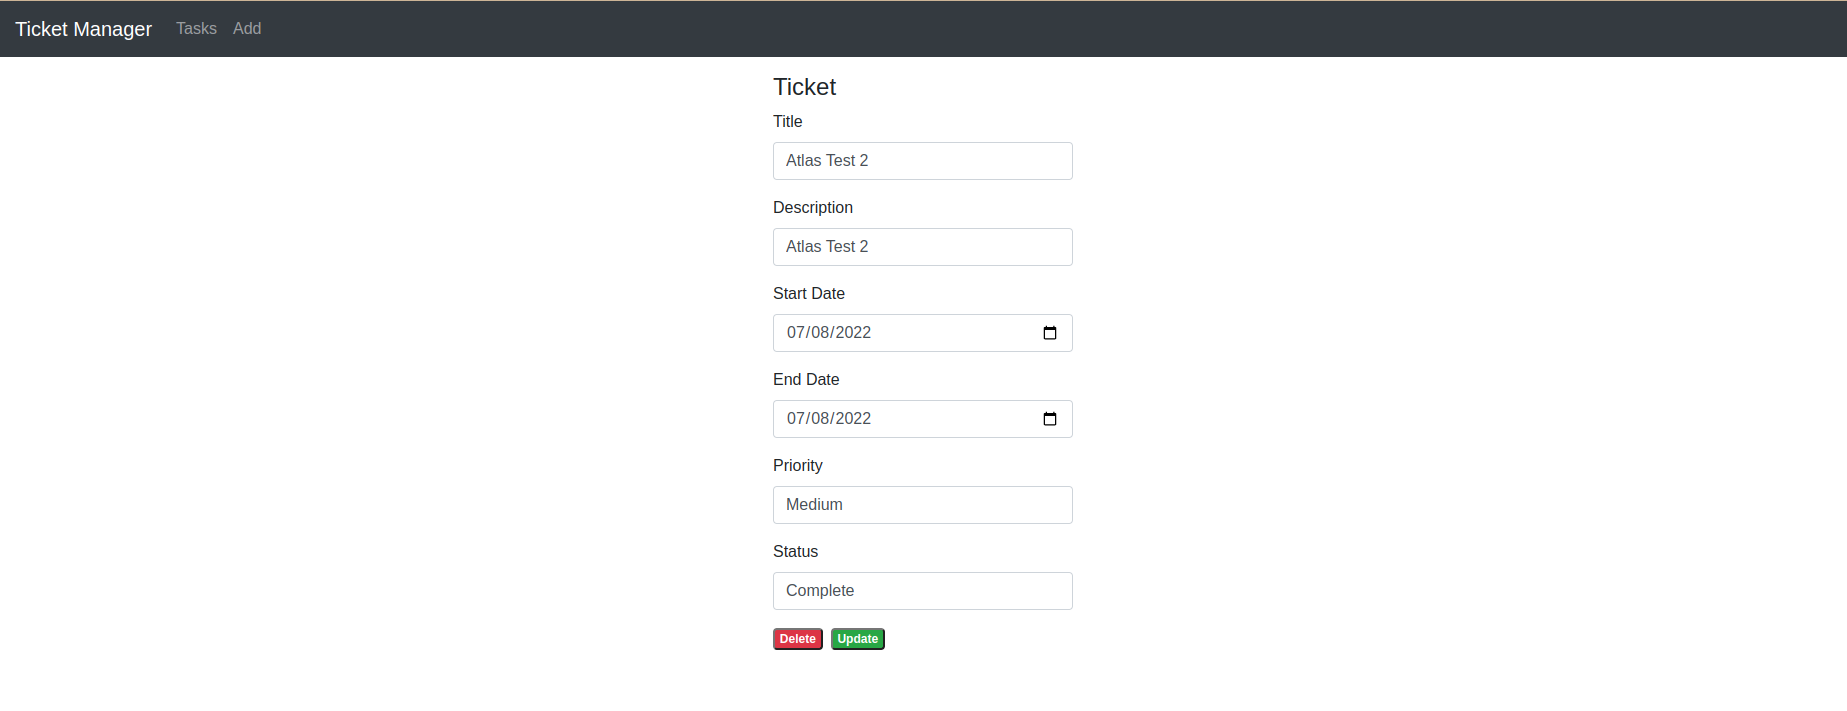 Ticket Manager Tasks Add
Ticket
Title
Atlas Test 2
Description
Atlas Test 2
Start Date
07/08/2022
End Date
07/08/2022
Priority
Medium
Status
Complete
Delete Update